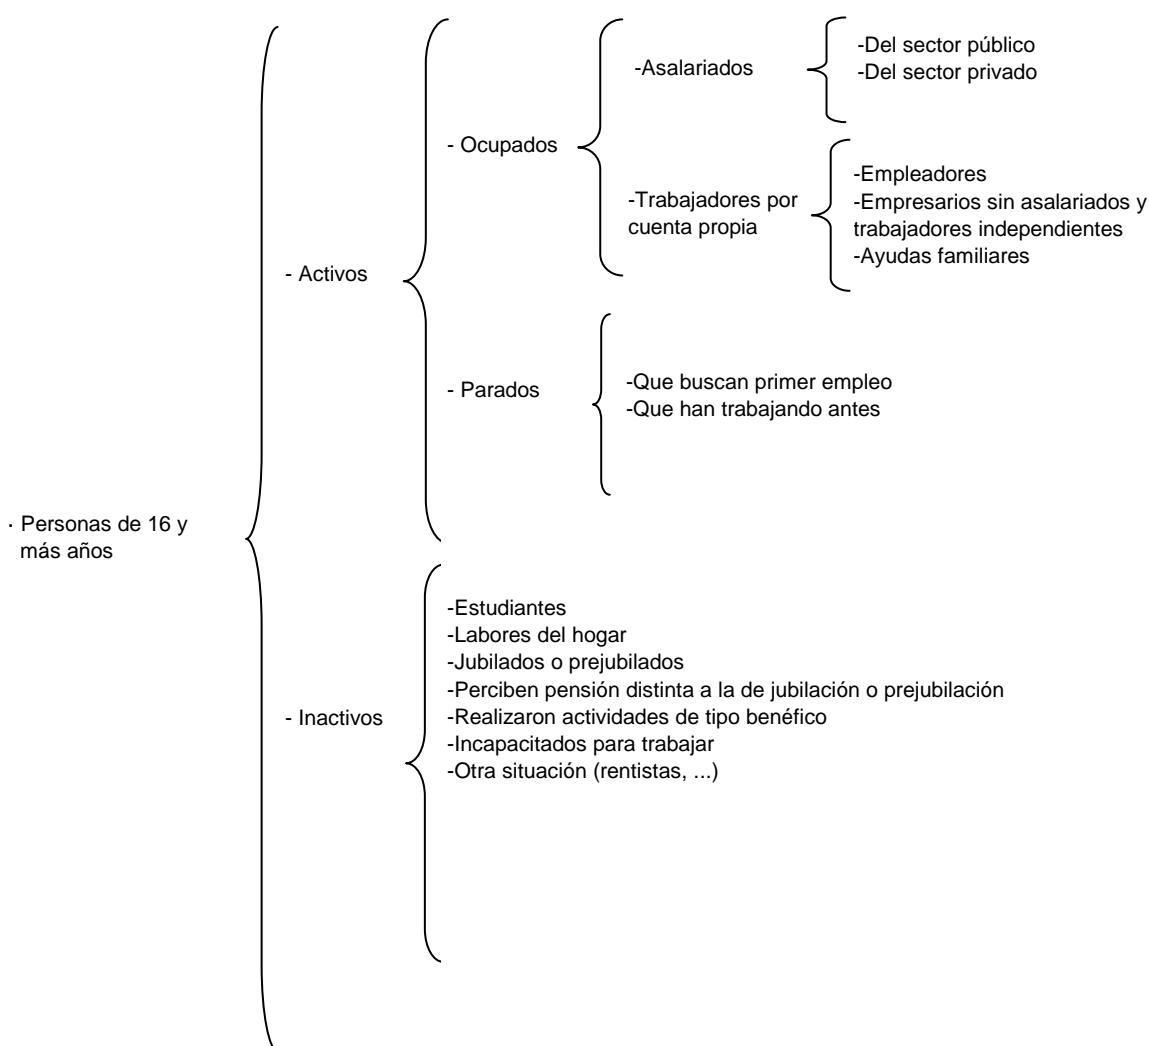 · Personas de 16 y
más años
- Activos
- Ocupados
-Asalariados
-Del sector público
-Del sector privado
-Trabajadores por
cuenta propia
-Empleadores
-Empresarios sin asalariados y
trabajadores independientes
-Ayudas familiares
- Parados
-Que buscan primer empleo
-Que han trabajando antes
- Inactivos
-Estudiantes
-Labores del hogar
-Jubilados o prejubilados
-Perciben pensión distinta a la de jubilación o prejubilación
-Realizaron actividades de tipo benéfico
-Incapacitados para trabajar
-Otra situación (rentistas, ...)